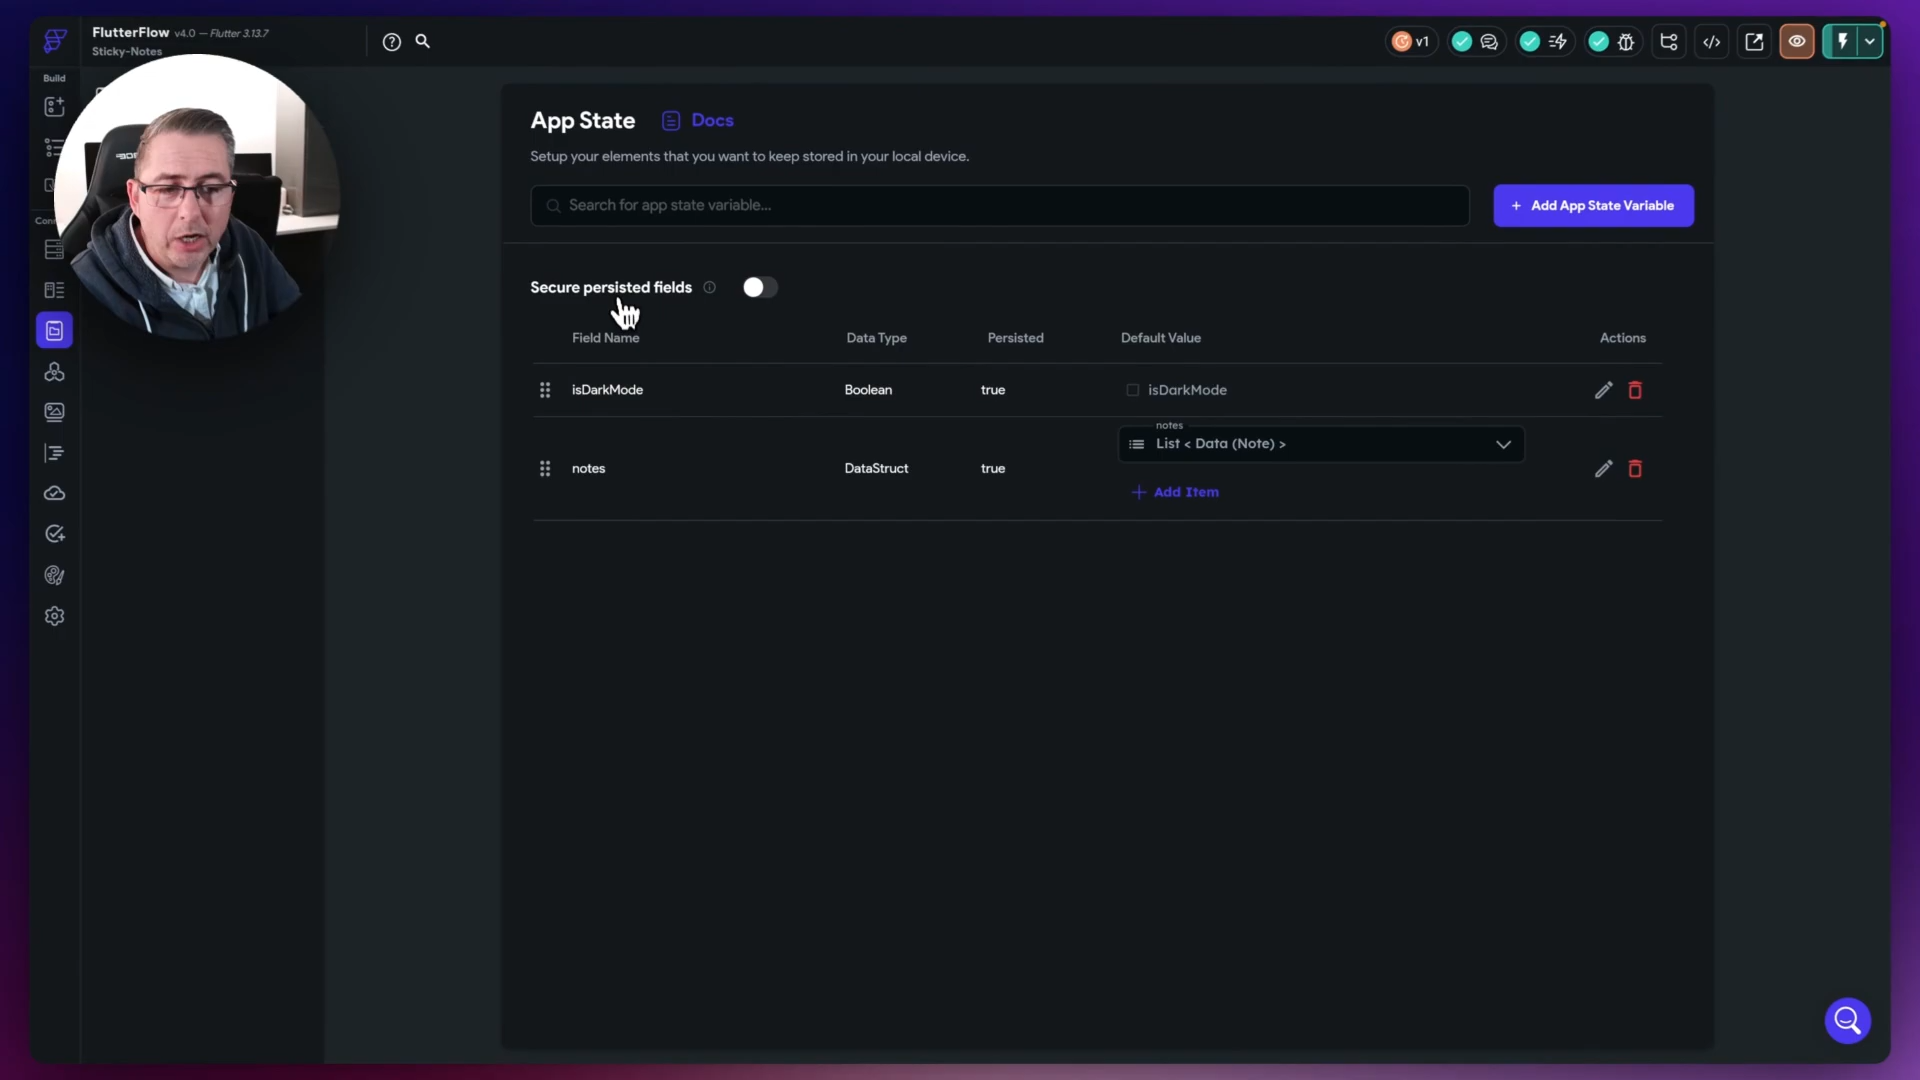 FlutterFlow v4.0 — Flutter 3.13.7
Sticky-Notes
v1
Build
App State Docs
Setup your elements that you want to keep stored in your local device.
Search for app state variable...
+ Add App State Variable
Secure persisted fields
Field Name Data Type Persisted Default Value Actions
isDarkMode Boolean true isDarkMode
notes
List < Data (Note) >
notes DataStruct true
+ Add Item